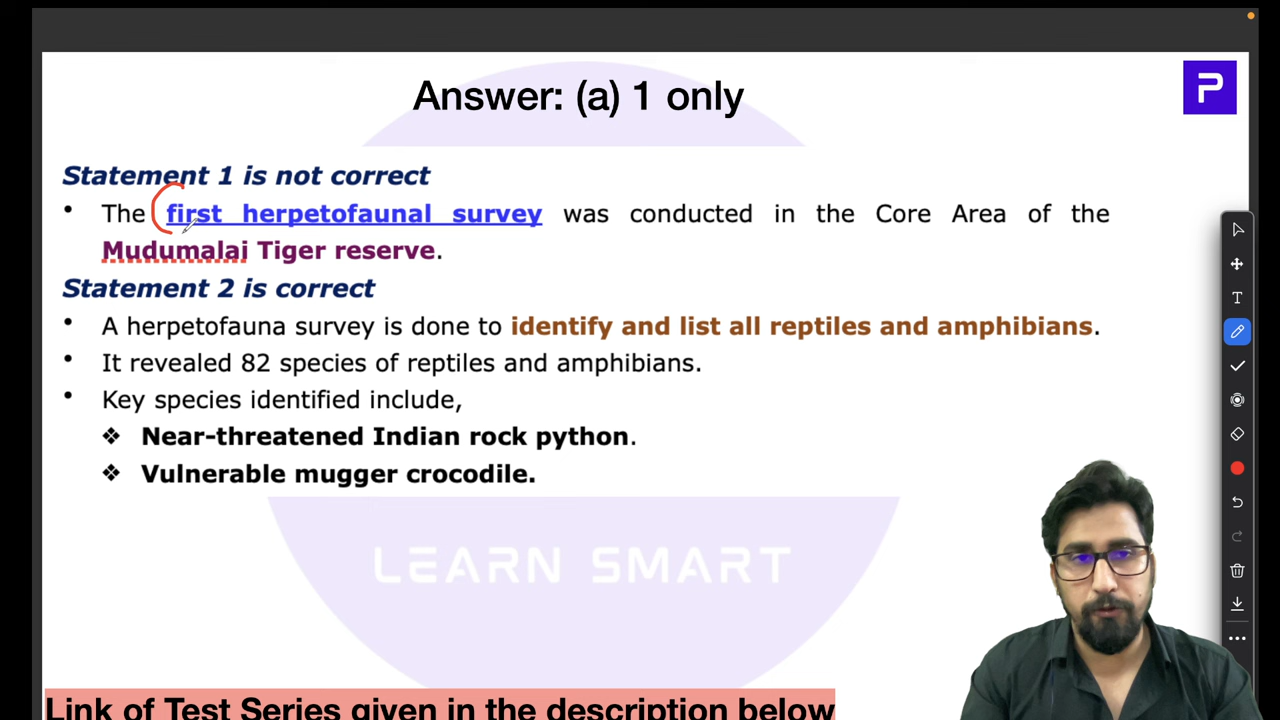 Answer: (a) 1 only
P
Statement 1 is not correct
• The first herpetofaunal survey was conducted in the Core Area of the
Mudumalai Tiger reserve.
Statement 2 is correct
• A herpetofauna survey is done to identify and list all reptiles and amphibians.
• It revealed 82 species of reptiles and amphibians.
• Key species identified include,
❖ Near-threatened Indian rock python.
❖ Vulnerable mugger crocodile.
LEARN SMART
Link of Test Series given in the description below
T